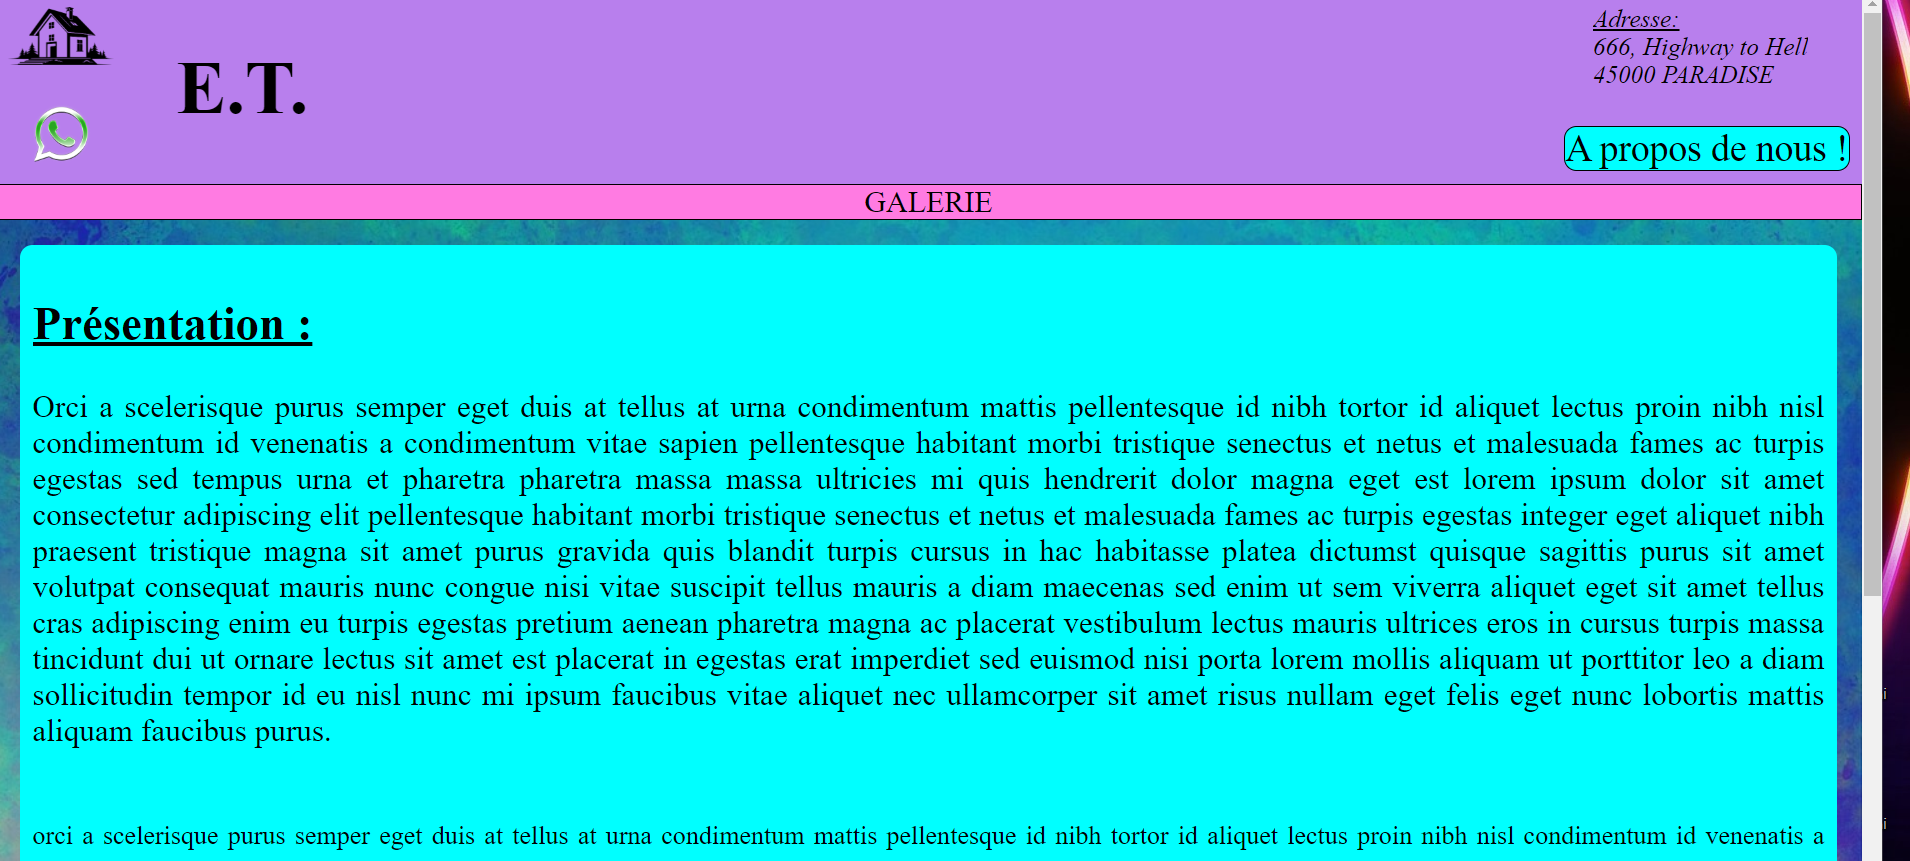 E.T.
Adresse:
666, Highway to Hell
45000 PARADISE
A propos de nous !
GALERIE
Présentation :
Orci a scelerisque purus semper eget duis at tellus at urna condimentum mattis pellentesque id nibh tortor id aliquet lectus proin nibh nisl
condimentum id venenatis a condimentum vitae sapien pellentesque habitant morbi tristique senectus et netus et malesuada fames ac turpis
egestas sed tempus urna et pharetra pharetra massa massa ultricies mi quis hendrerit dolor magna eget est lorem ipsum dolor sit amet
consectetur adipiscing elit pellentesque habitant morbi tristique senectus et netus et malesuada fames ac turpis egestas integer eget aliquet nibh
praesent tristique magna sit amet purus gravida quis blandit turpis cursus in hac habitasse platea dictumst quisque sagittis purus sit amet
volutpat consequat mauris nunc congue nisi vitae suscipit tellus mauris a diam maecenas sed enim ut sem viverra aliquet eget sit amet tellus
cras adipiscing enim eu turpis egestas pretium aenean pharetra magna ac placerat vestibulum lectus mauris ultrices eros in cursus turpis massa
tincidunt dui ut ornare lectus sit amet est placerat in egestas erat imperdiet sed euismod nisi porta lorem mollis aliquam ut porttitor leo a diam
sollicitudin tempor id eu nisl nunc mi ipsum faucibus vitae aliquet nec ullamcorper sit amet risus nullam eget felis eget nunc lobortis mattis
aliquam faucibus purus.
orci a scelerisque purus semper eget duis at tellus at urna condimentum mattis pellentesque id nibh tortor id aliquet lectus proin nibh nisl condimentum id venenatis a
i
i